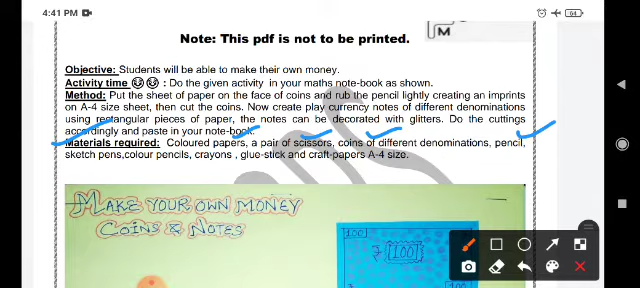 4:41 PM
64
M
Note: This pdf is not to be printed.
Objective: Students will be able to make their own money.
Activity time 😃😃 : Do the given activity in your maths note-book as shown.
Method: Put the sheet of paper on the face of coins and rub the pencil lightly creating an imprints
on A-4 size sheet, then cut the coins. Now create play currency notes of different denominations
using rectangular pieces of paper, the notes can be decorated with glitters. Do the cuttings
accordingly and paste in your note-book.
Materials required: Coloured papers, a pair of scissors, coins of different denominations, pencil,
sketch pens,colour pencils, crayons, glue-stick and craft-papers A-4 size.
MAKE YOUR OWN MONEY
COINS & NOTES
100
₹ 100
100